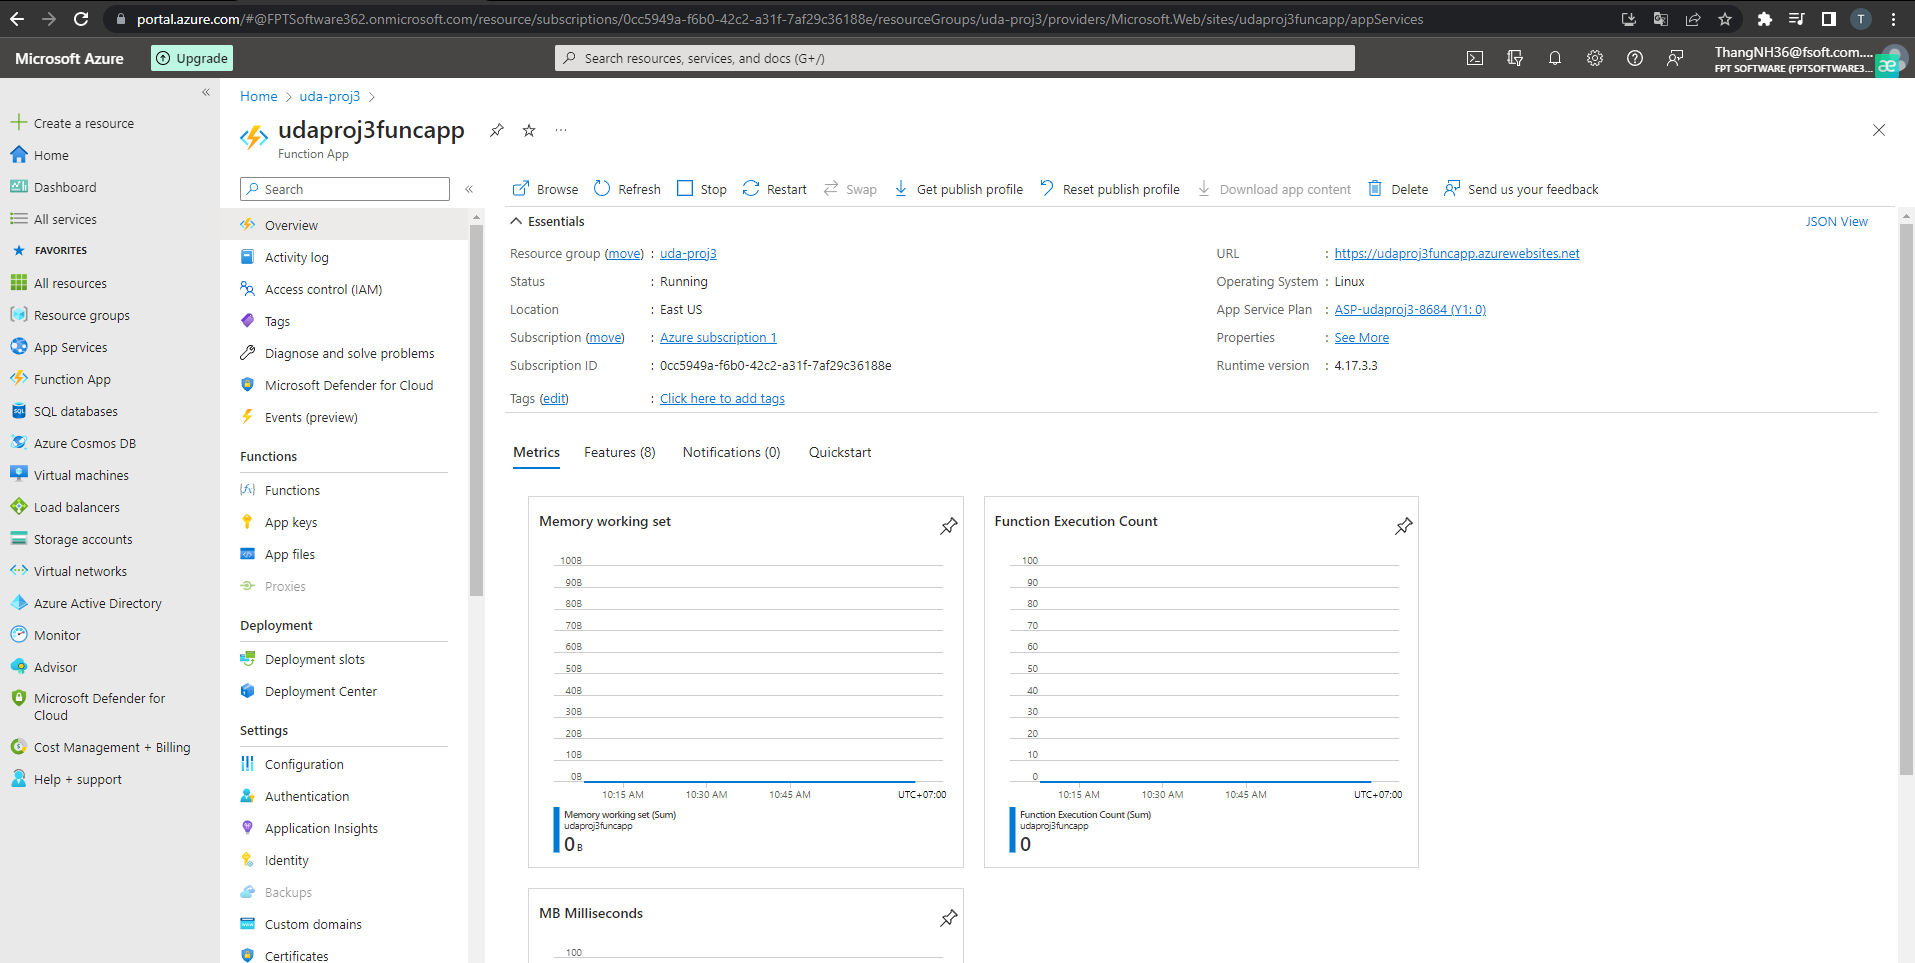 portal.azure.com/#@FPTSoftware362.onmicrosoft.com/resource/subscriptions/0cc5949a-f6b0-42c2-a31f-7af29c36188e/resourceGroups/uda-proj3/providers/Microsoft.Web/sites/udaproj3funcapp/appServices
T
Microsoft Azure
Upgrade
Search resources, services, and docs (G+/)
ThangNH36@fsoft.com....
FPT SOFTWARE (FPTSOFTWARE3...
Create a resource
Home
Dashboard
All services
FAVORITES
All resources
Resource groups
App Services
Function App
SQL databases
Azure Cosmos DB
Virtual machines
Load balancers
Storage accounts
Virtual networks
Azure Active Directory
Monitor
Advisor
Microsoft Defender for
Cloud
Cost Management + Billing
Help + support
Home > uda-proj3 >
udaproj3funcapp
Function App
Search
Overview
Activity log
Access control (IAM)
Tags
Diagnose and solve problems
Microsoft Defender for Cloud
Events (preview)
Functions
Functions
App keys
App files
Proxies
Deployment
Deployment slots
Deployment Center
Settings
Configuration
Authentication
Application Insights
Identity
Backups
Custom domains
Certificates
Browse Refresh Stop Restart Swap Get publish profile Reset publish profile Download app content Delete Send us your feedback
Essentials
JSON View
Resource group (move) : uda-proj3
Status : Running
Location : East US
Subscription (move) : Azure subscription 1
Subscription ID : 0cc5949a-f6b0-42c2-a31f-7af29c36188e
Tags (edit) : Click here to add tags
URL : https://udaproj3funcapp.azurewebsites.net
Operating System : Linux
App Service Plan : ASP-udaproj3-8684 (Y1: 0)
Properties : See More
Runtime version : 4.17.3.3
Metrics Features (8) Notifications (0) Quickstart
Memory working set
100B
90B
80B
70B
60B
50B
40B
30B
20B
10B
0B
10:15 AM 10:30 AM 10:45 AM UTC+07:00
Memory working set (Sum)
udaproj3funcapp
0 B
Function Execution Count
100
90
80
70
60
50
40
30
20
10
0
10:15 AM 10:30 AM 10:45 AM UTC+07:00
Function Execution Count (Sum)
udaproj3funcapp
0
MB Milliseconds
100